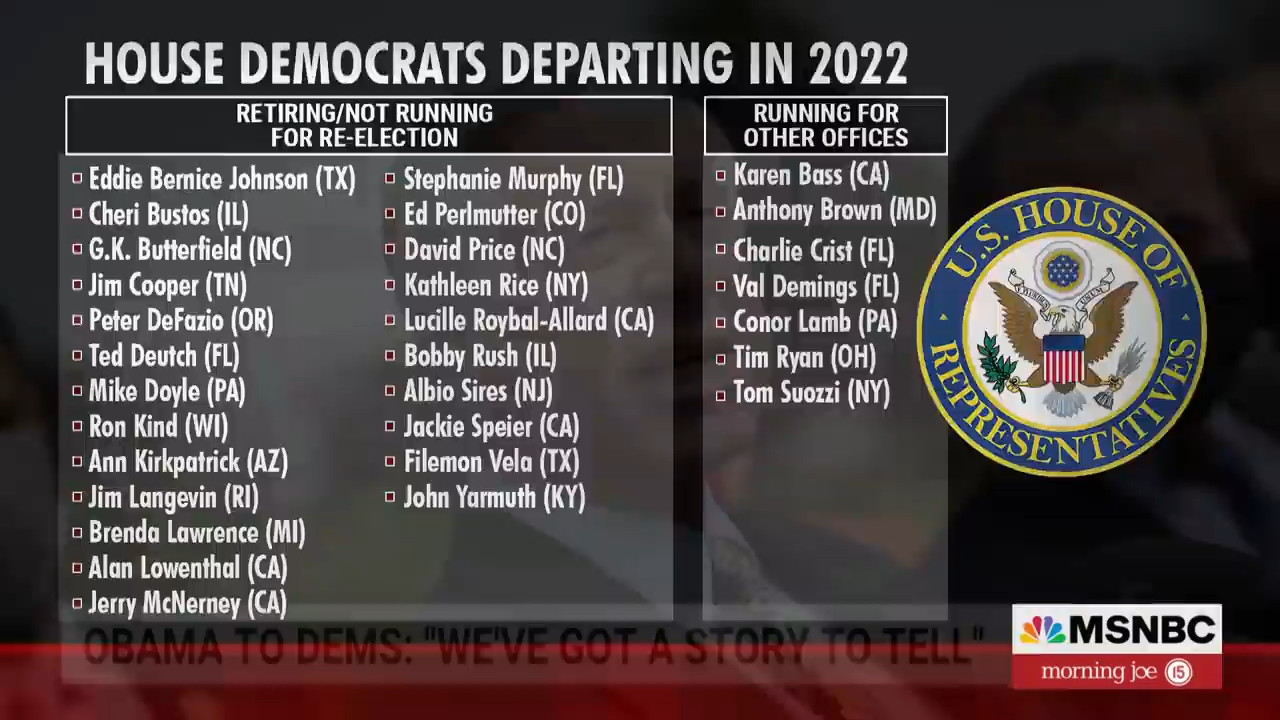 HOUSE DEMOCRATS DEPARTING IN 2022
RETIRING/NOT RUNNING
FOR RE-ELECTION
Eddie Bernice Johnson (TX)
Cheri Bustos (IL)
G.K. Butterfield (NC)
Jim Cooper (TN)
Peter DeFazio (OR)
Ted Deutch (FL)
Mike Doyle (PA)
Ron Kind (WI)
Ann Kirkpatrick (AZ)
Jim Langevin (RI)
Brenda Lawrence (MI)
Alan Lowenthal (CA)
Jerry McNerney (CA)
Stephanie Murphy (FL)
Ed Perlmutter (CO)
David Price (NC)
Kathleen Rice (NY)
Lucille Roybal-Allard (CA)
Bobby Rush (IL)
Albio Sires (NJ)
Jackie Speier (CA)
Filemon Vela (TX)
John Yarmuth (KY)
RUNNING FOR
OTHER OFFICES
Karen Bass (CA)
Anthony Brown (MD)
Charlie Crist (FL)
Val Demings (FL)
Conor Lamb (PA)
Tim Ryan (OH)
Tom Suozzi (NY)
U.S. HOUSE OF
REPRESENTATIVES
OBAMA TO DEMS: "WE'VE GOT A STORY TO TELL"
MSNBC
morning joe 15